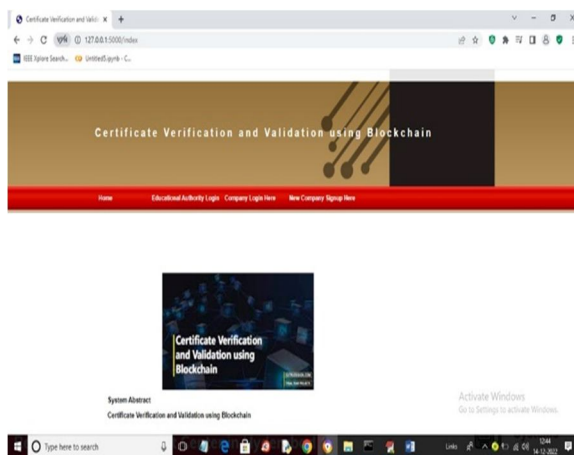 Certificate Verification and Valid
127.0.0.1:5000/index
IEEE Xplore Search... Untitled5.ipynb - C...
Certificate Verification and Validation using Blockchain
Home Educational Authority Login Company Login Here New Company Signup Here
Certificate Verification
and Validation using
Blockchain
System Abstract
Certificate Verification and Validation using Blockchain
Activate Windows
Go to Settings to activate Windows.
Type here to search
Links
12:44
14-12-2022